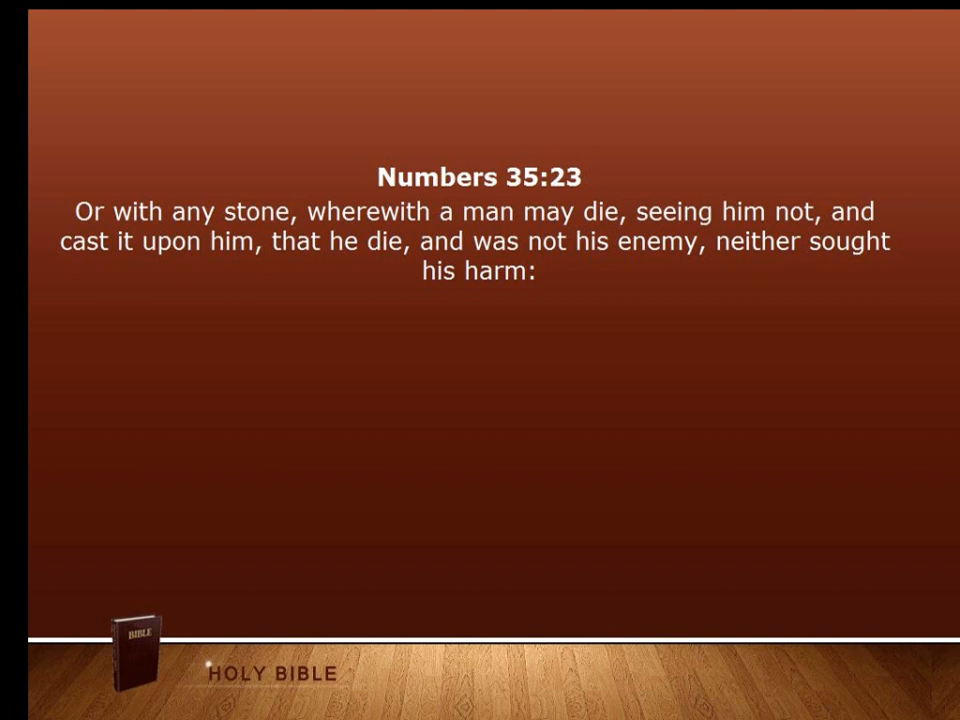 Numbers 35:23
Or with any stone, wherewith a man may die, seeing him not, and
cast it upon him, that he die, and was not his enemy, neither sought
his harm:
BIBLE
HOLY BIBLE